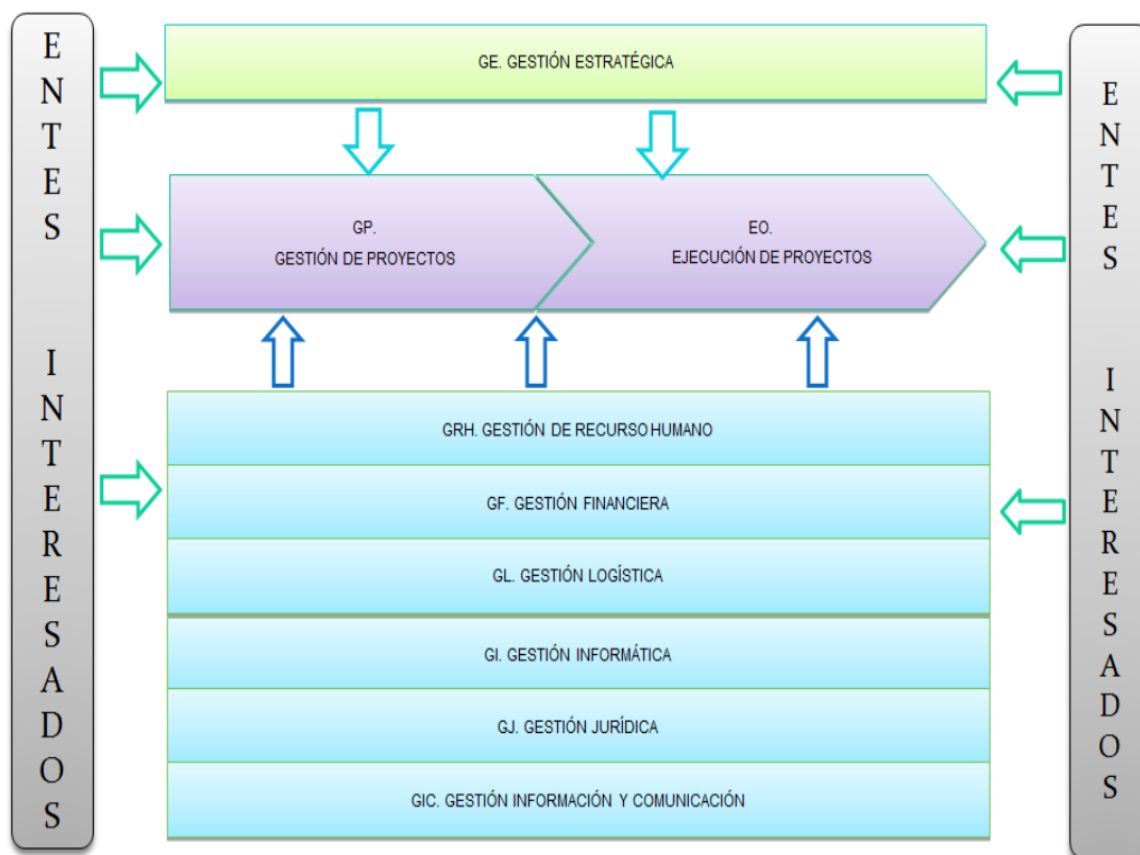 ENTES INTERESADOS
GE. GESTIÓN ESTRATÉGICA
GP.
GESTIÓN DE PROYECTOS
EO.
EJECUCIÓN DE PROYECTOS
GRH. GESTIÓN DE RECURSO HUMANO
GF. GESTIÓN FINANCIERA
GL. GESTIÓN LOGÍSTICA
GI. GESTIÓN INFORMÁTICA
GJ. GESTIÓN JURÍDICA
GIC. GESTIÓN INFORMACIÓN Y COMUNICACIÓN
ENTES INTERESADOS